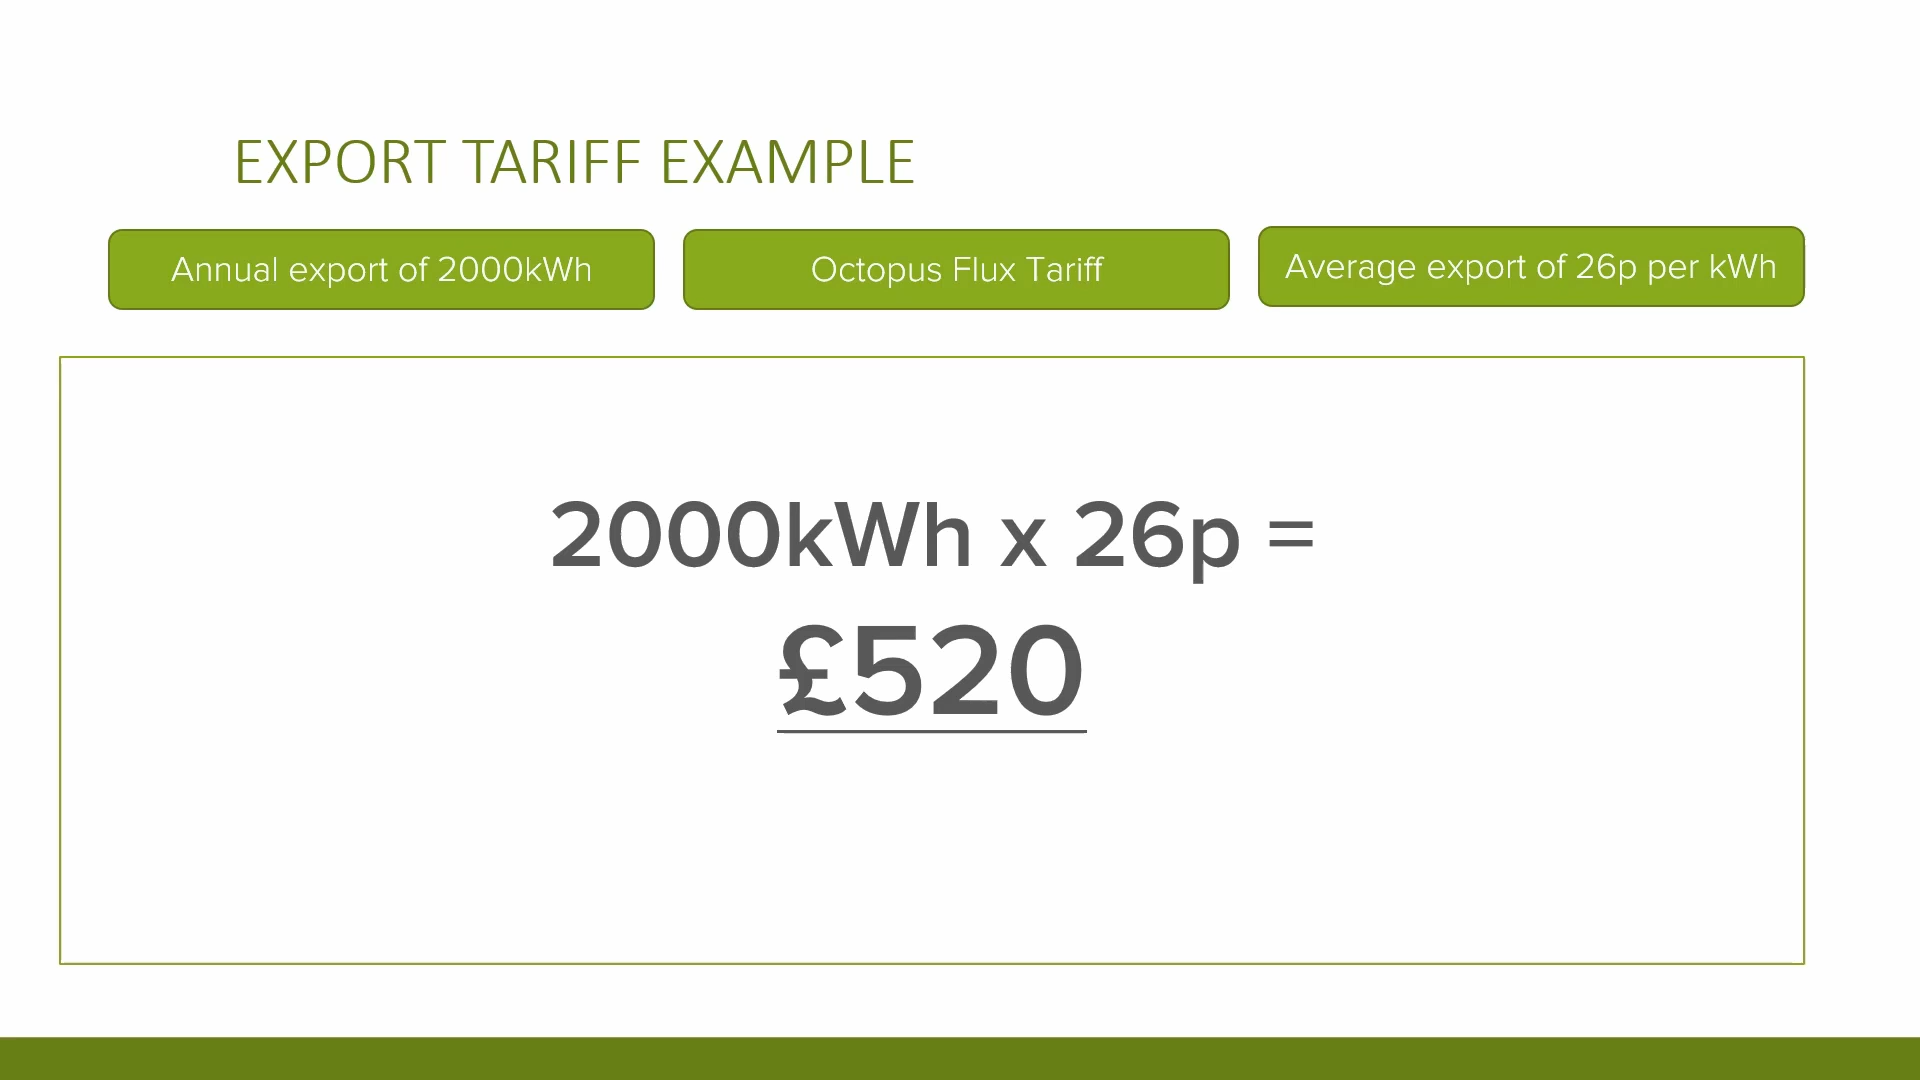 EXPORT TARIFF EXAMPLE
Annual export of 2000kWh
Octopus Flux Tariff
Average export of 26p per kWh
2000kWh x 26p =
£520